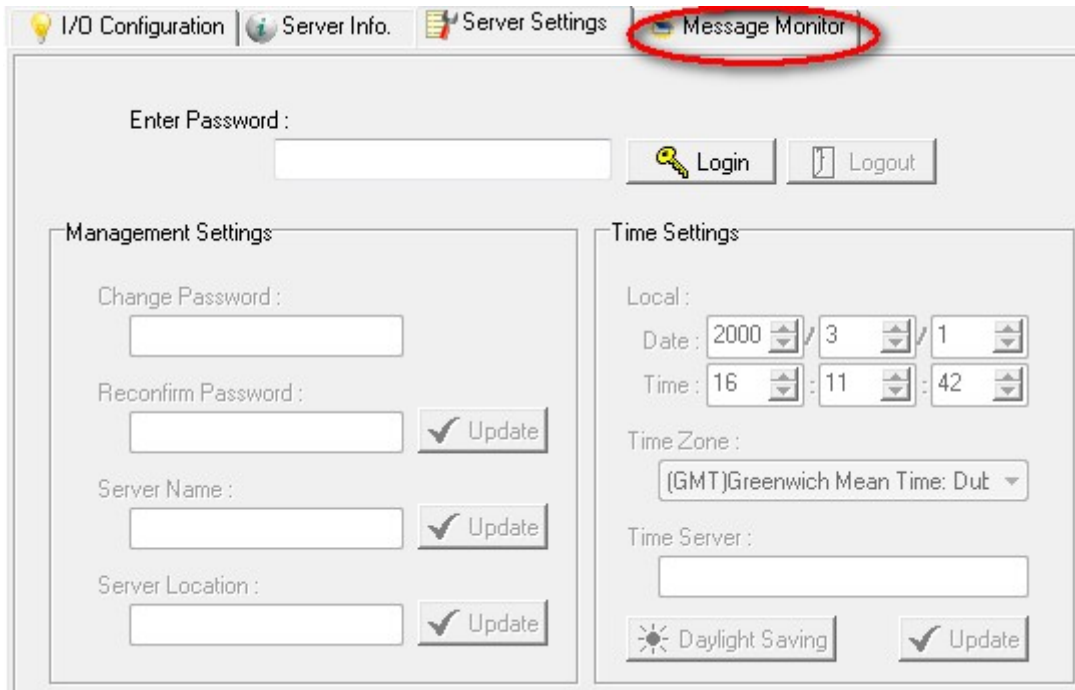 I/O Configuration Server Info. Server Settings Message Monitor
Enter Password :
Login Logout
Management Settings
Change Password :
Reconfirm Password :
Update
Server Name :
Update
Server Location :
Update
Time Settings
Local :
Date : 2000 / 3 / 1
Time : 16 : 11 : 42
Time Zone :
(GMT)Greenwich Mean Time: Dub
Time Server :
Daylight Saving Update